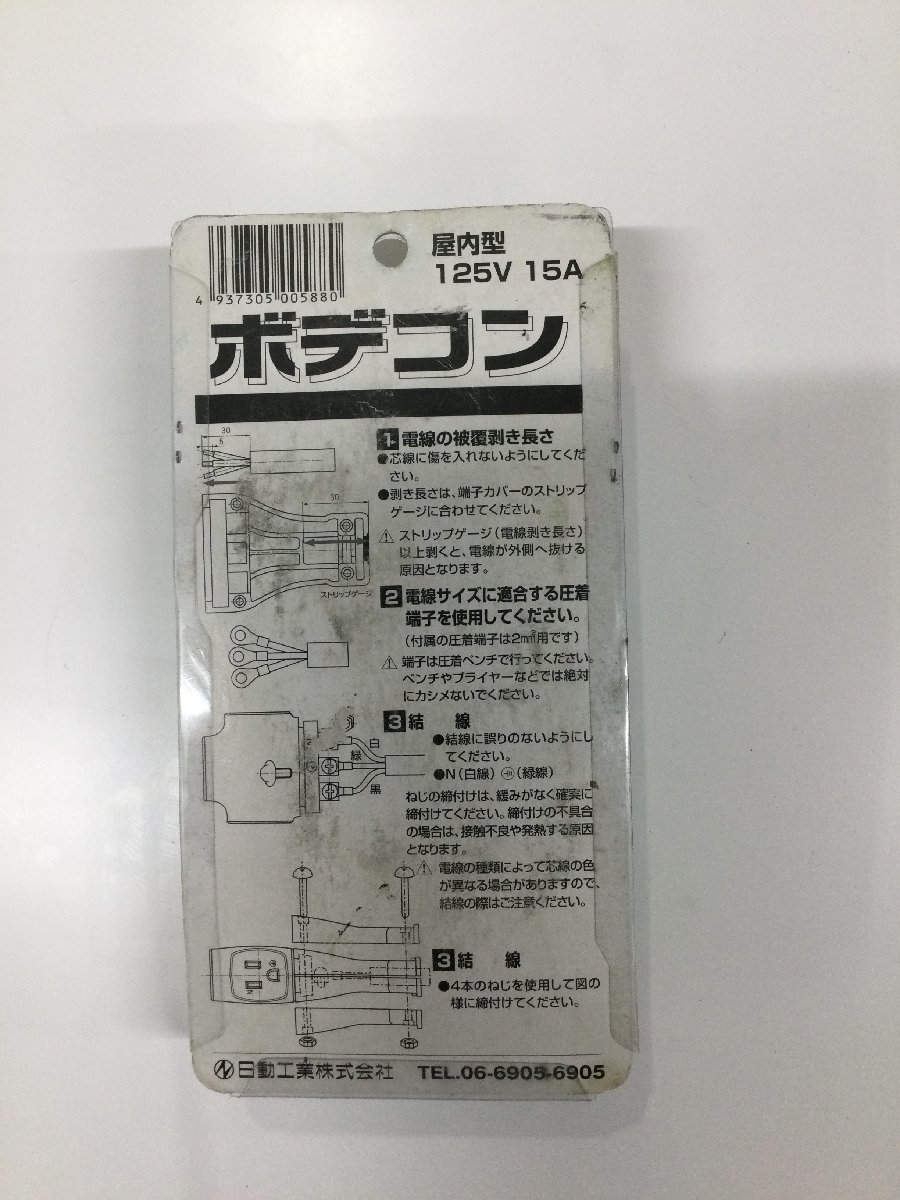 屋内型
125V 15A
4 937305 005880
ボデコン
30
5
1 電線の被覆剥き長さ
●芯線に傷を入れないようにしてくだ
さい。
●剥き長さは、端子カバーのストリップ
ゲージに合わせてください。
30
⚠ ストリップゲージ(電線剥き長さ)
以上剥くと、電線が外側へ抜ける
原因となります。
ストリップゲージ
2 電線サイズに適合する圧着
端子を使用してください。
(付属の圧着端子は2m㎡用です)
⚠ 端子は圧着ペンチで行ってください。
ペンチやプライヤーなどでは絶対
にカシメないでください。
3 結 線
白
緑
黒
●結線に誤りのないようにし
てください。
●N(白線) (緑線)
ねじの締付けは、緩みがなく確実に
締付けてください。締付けの不具合
の場合は、接触不良や発熱する原因
となります。
⚠ 電線の種類によって芯線の色
が異なる場合がありますので、
結線の際はご注意ください。
3 結 線
●4本のねじを使用して図の
様に締付けてください。
日動工業株式会社 TEL.06-6905-6905